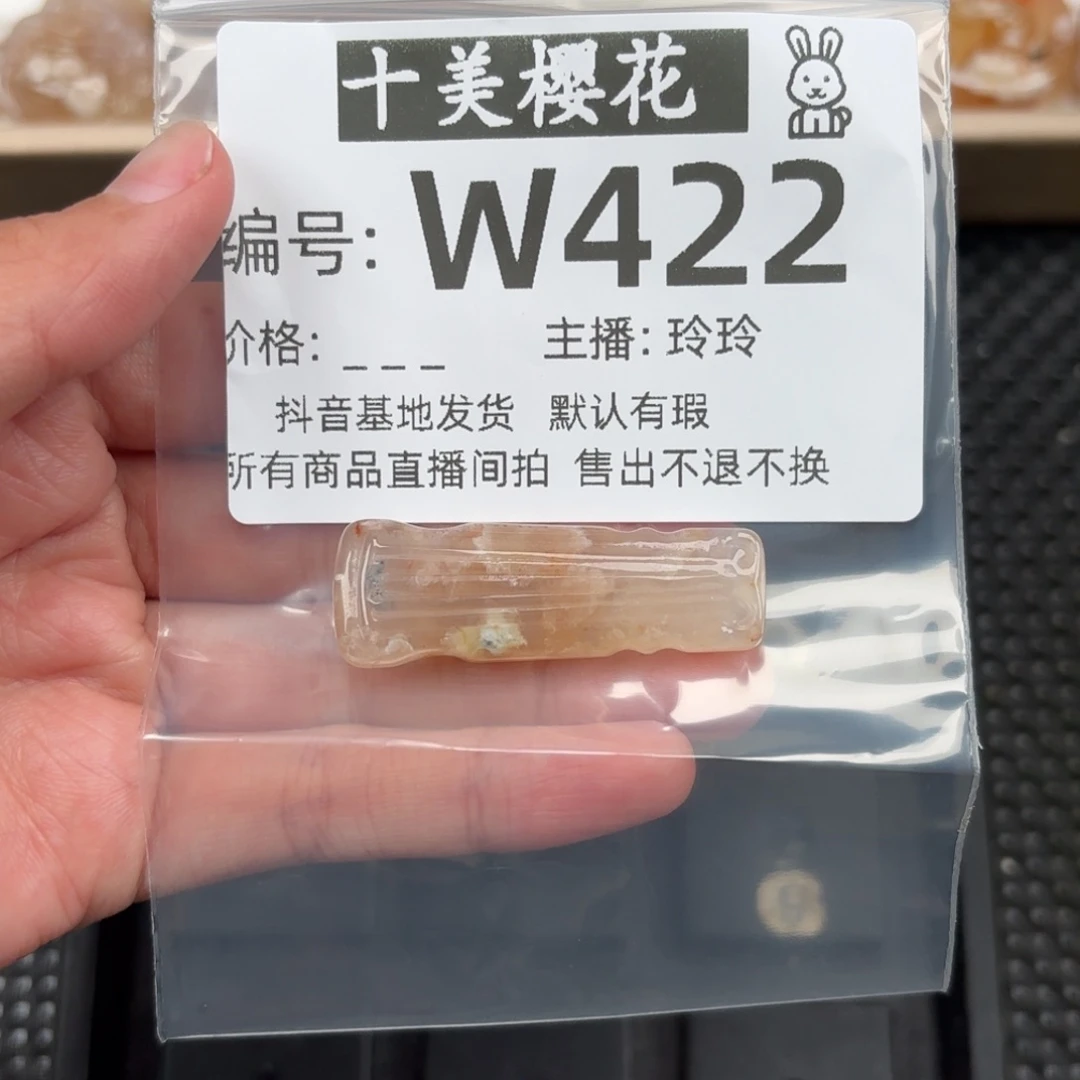 十美樱花
编号: W422
价格: _ _ _ 主播: 玲玲
抖音基地发货 默认有瑕
所有商品直播间拍 售出不退不换